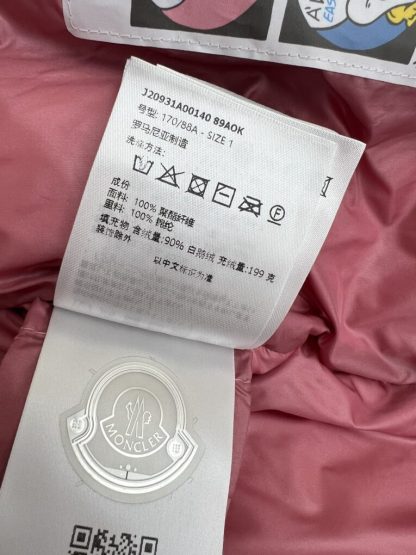 A'D
EAS
J20931A00140 89A0K
号型: 170/88A - SIZE 1
罗马尼亚制造
洗涤方法:
成份
面料: 100% 聚酯纤维
里料: 100% 锦纶
填充物 含绒量:90% 白鹅绒 充绒量:199 克
装饰除外
以中文标识为准
MONCLER